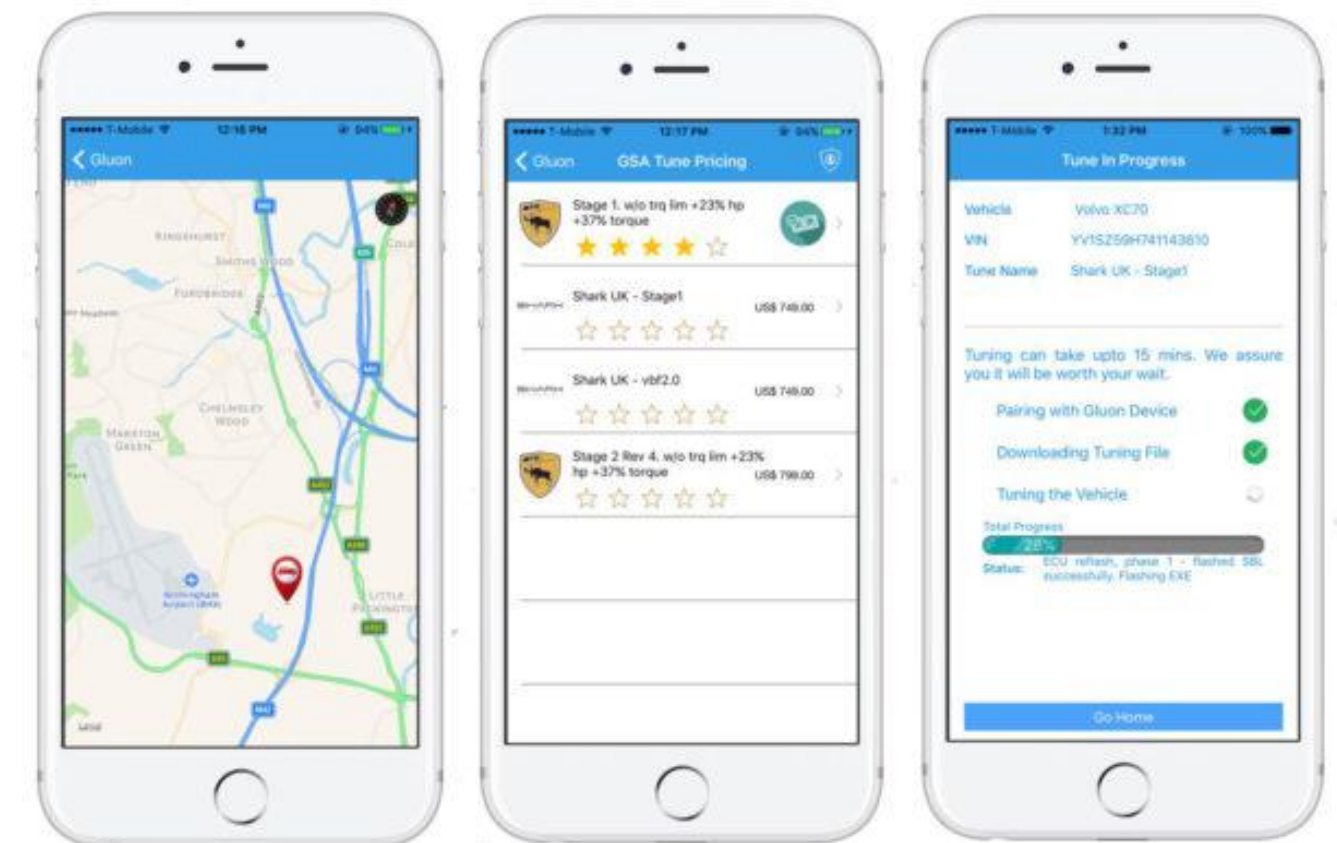 T-Mobile 12:16 PM 94%
Gluon
KINGSHURST
SMITHS WOOD
FORDBRIDGE
CHELMSLEY
WOOD
MARSTON
GREEN
Park
Birmingham
Airport (BHX)
LITTLE
PACKINGTON
M42
Legal
T-Mobile 12:17 PM 94%
Gluon GSA Tune Pricing
Stage 1. w/o trq lim +23% hp
+37% torque
Shark UK - Stage1
US$ 749.00
Shark UK - vbf2.0
US$ 749.00
Stage 2 Rev 4. w/o trq lim +23%
hp +37% torque
US$ 799.00
T-Mobile 1:32 PM 100%
Tune In Progress
Vehicle Volvo XC70
VIN YV1SZ59H741143610
Tune Name Shark UK - Stage1
Tuning can take upto 15 mins. We assure
you it will be worth your wait.
Pairing with Gluon Device
Downloading Tuning File
Tuning the Vehicle
Total Progress
28%
Status: ECU reflash, phase 1 - flashed SBL
successfully. Flashing EXE
Go Home